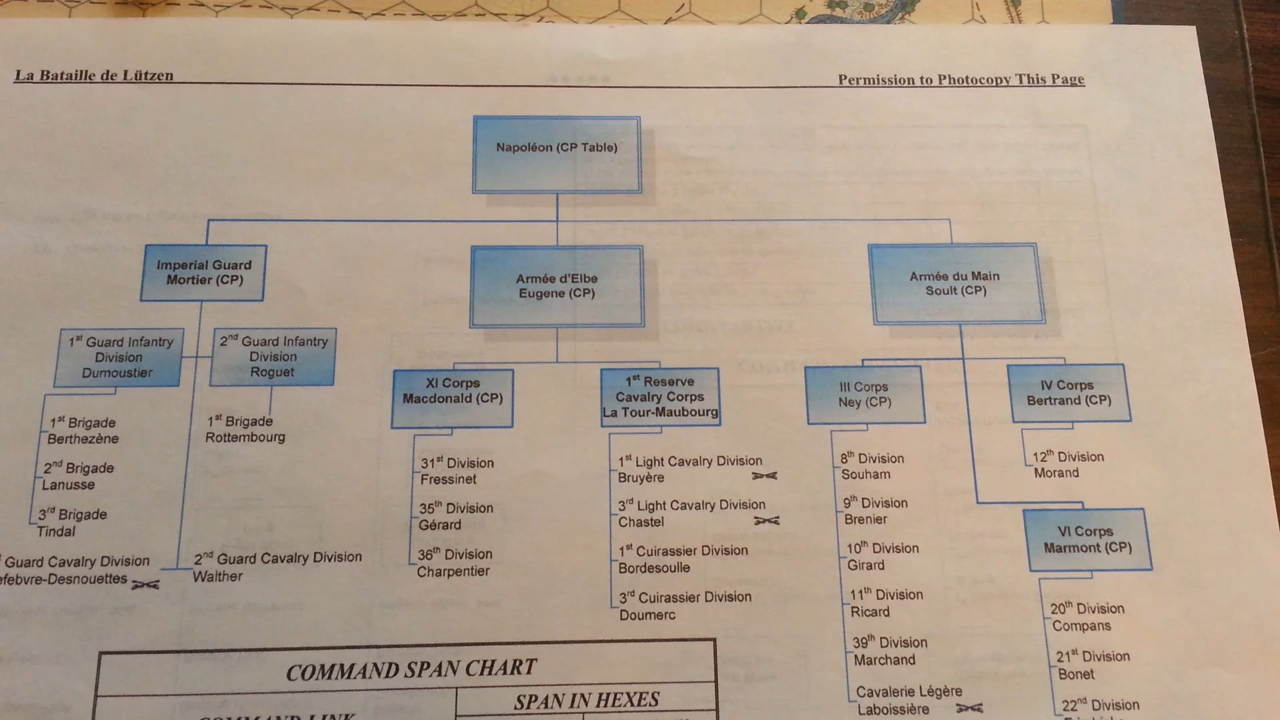 La Bataille de Lützen
Permission to Photocopy This Page
Napoléon (CP Table)
Imperial Guard
Mortier (CP)
Armée d'Elbe
Eugene (CP)
Armée du Main
Soult (CP)
1st Guard Infantry
Division
Dumoustier
2nd Guard Infantry
Division
Roguet
1st Brigade
Berthezène
2nd Brigade
Lanusse
3rd Brigade
Tindal
1st Brigade
Rottembourg
Guard Cavalry Division
efebvre-Desnouettes
2nd Guard Cavalry Division
Walther
XI Corps
Macdonald (CP)
31st Division
Fressinet
35th Division
Gérard
36th Division
Charpentier
1st Reserve
Cavalry Corps
La Tour-Maubourg
1st Light Cavalry Division
Bruyère
3rd Light Cavalry Division
Chastel
1st Cuirassier Division
Bordesoulle
3rd Cuirassier Division
Doumerc
III Corps
Ney (CP)
8th Division
Souham
9th Division
Brenier
10th Division
Girard
11th Division
Ricard
39th Division
Marchand
Cavalerie Légère
Laboissière
IV Corps
Bertrand (CP)
12th Division
Morand
VI Corps
Marmont (CP)
20th Division
Compans
21st Division
Bonet
22nd Division
COMMAND SPAN CHART
SPAN IN HEXES
COMMAND LINK